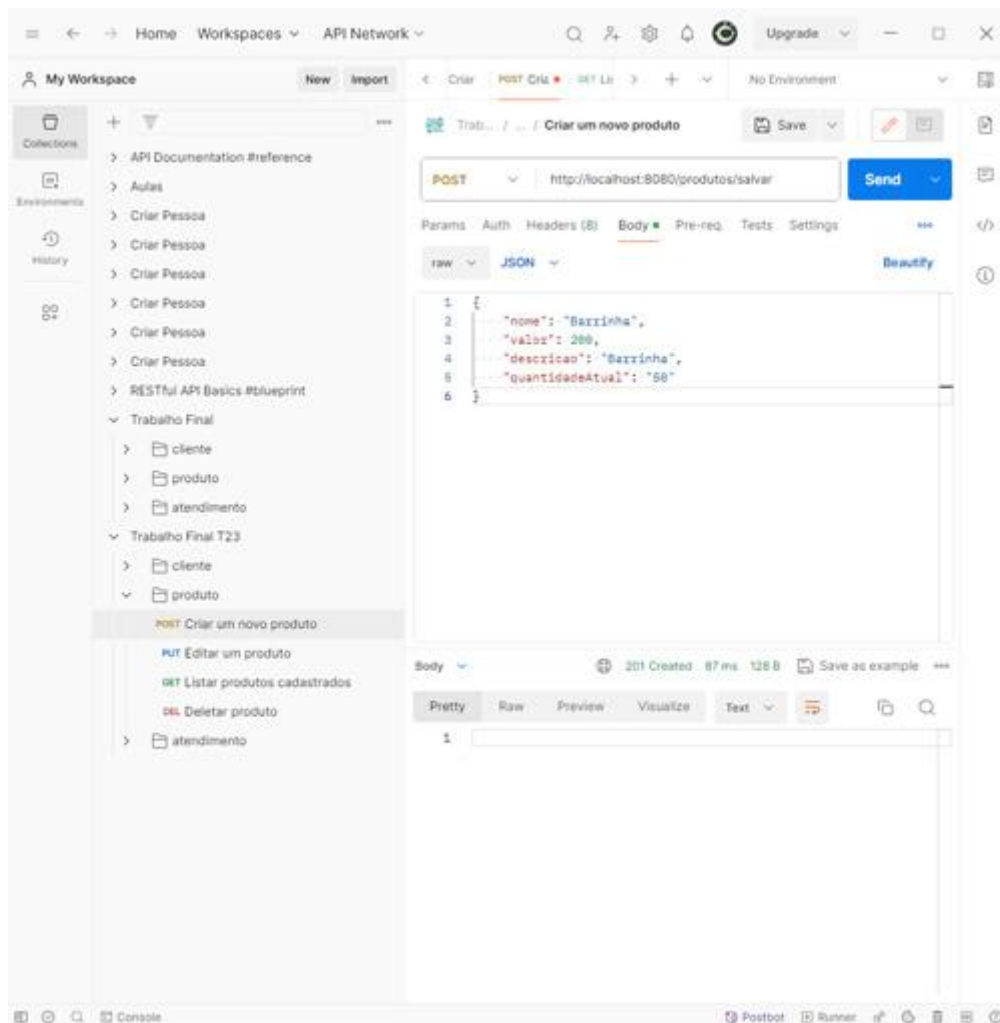 Home Workspaces API Network Upgrade
My Workspace New Import Criar POST Cria GET Lis No Environment
Collections
Environments
History
API Documentation #reference
Aulas
Criar Pessoa
Criar Pessoa
Criar Pessoa
Criar Pessoa
Criar Pessoa
Criar Pessoa
RESTful API Basics #blueprint
Trabalho Final
cliente
produto
atendimento
Trabalho Final T23
cliente
produto
POST Criar um novo produto
PUT Editar um produto
GET Listar produtos cadastrados
DEL Deletar produto
atendimento
Trab... / ... / Criar um novo produto Save
POST http://localhost:8080/produtos/salvar Send
Params Auth Headers (8) Body Pre-req. Tests Settings
raw JSON Beautify
1 {
2 "nome": "Barrinha",
3 "valor": 200,
4 "descricao": "Barrinha",
5 "quantidadeAtual": "50"
6 }
Body 201 Created 87 ms 128 B Save as example
Pretty Raw Preview Visualize Text
1
Console Postbot Runner